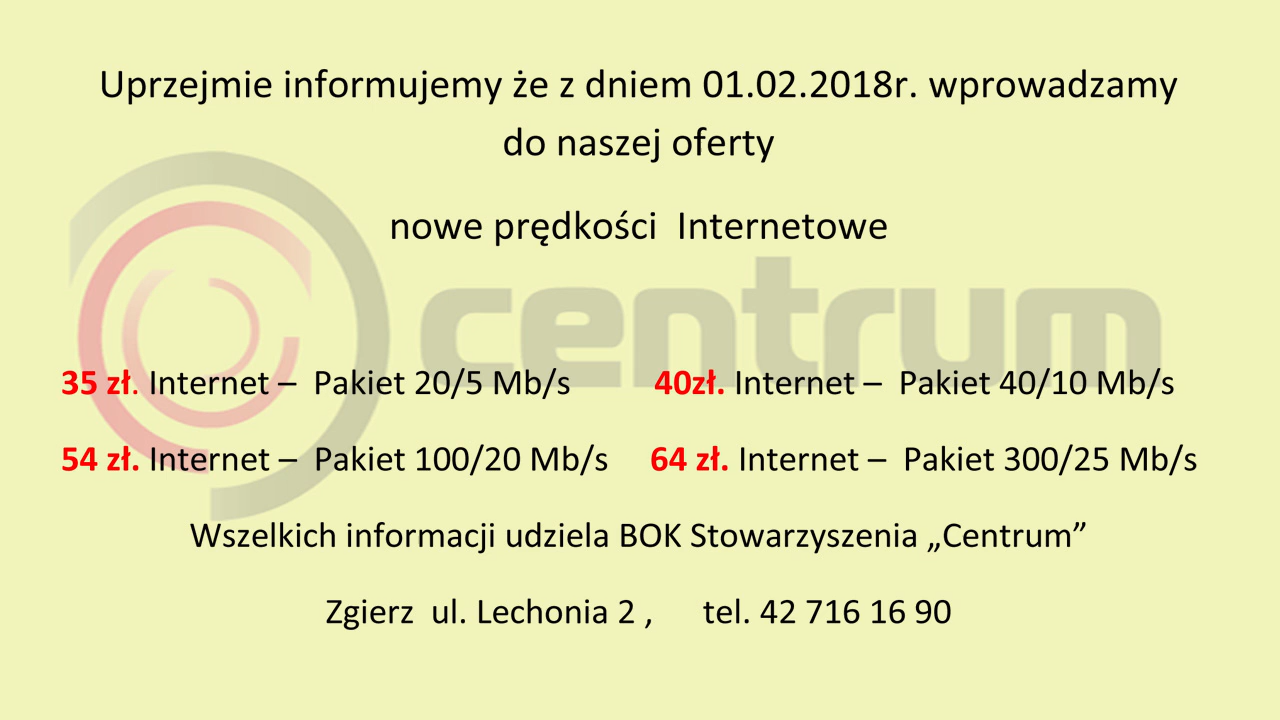 Uprzejmie informujemy że z dniem 01.02.2018r. wprowadzamy
do naszej oferty
nowe prędkości Internetowe
centrum
35 zł. Internet – Pakiet 20/5 Mb/s 40zł. Internet – Pakiet 40/10 Mb/s
54 zł. Internet – Pakiet 100/20 Mb/s 64 zł. Internet – Pakiet 300/25 Mb/s
Wszelkich informacji udziela BOK Stowarzyszenia „Centrum”
Zgierz ul. Lechonia 2 , tel. 42 716 16 90